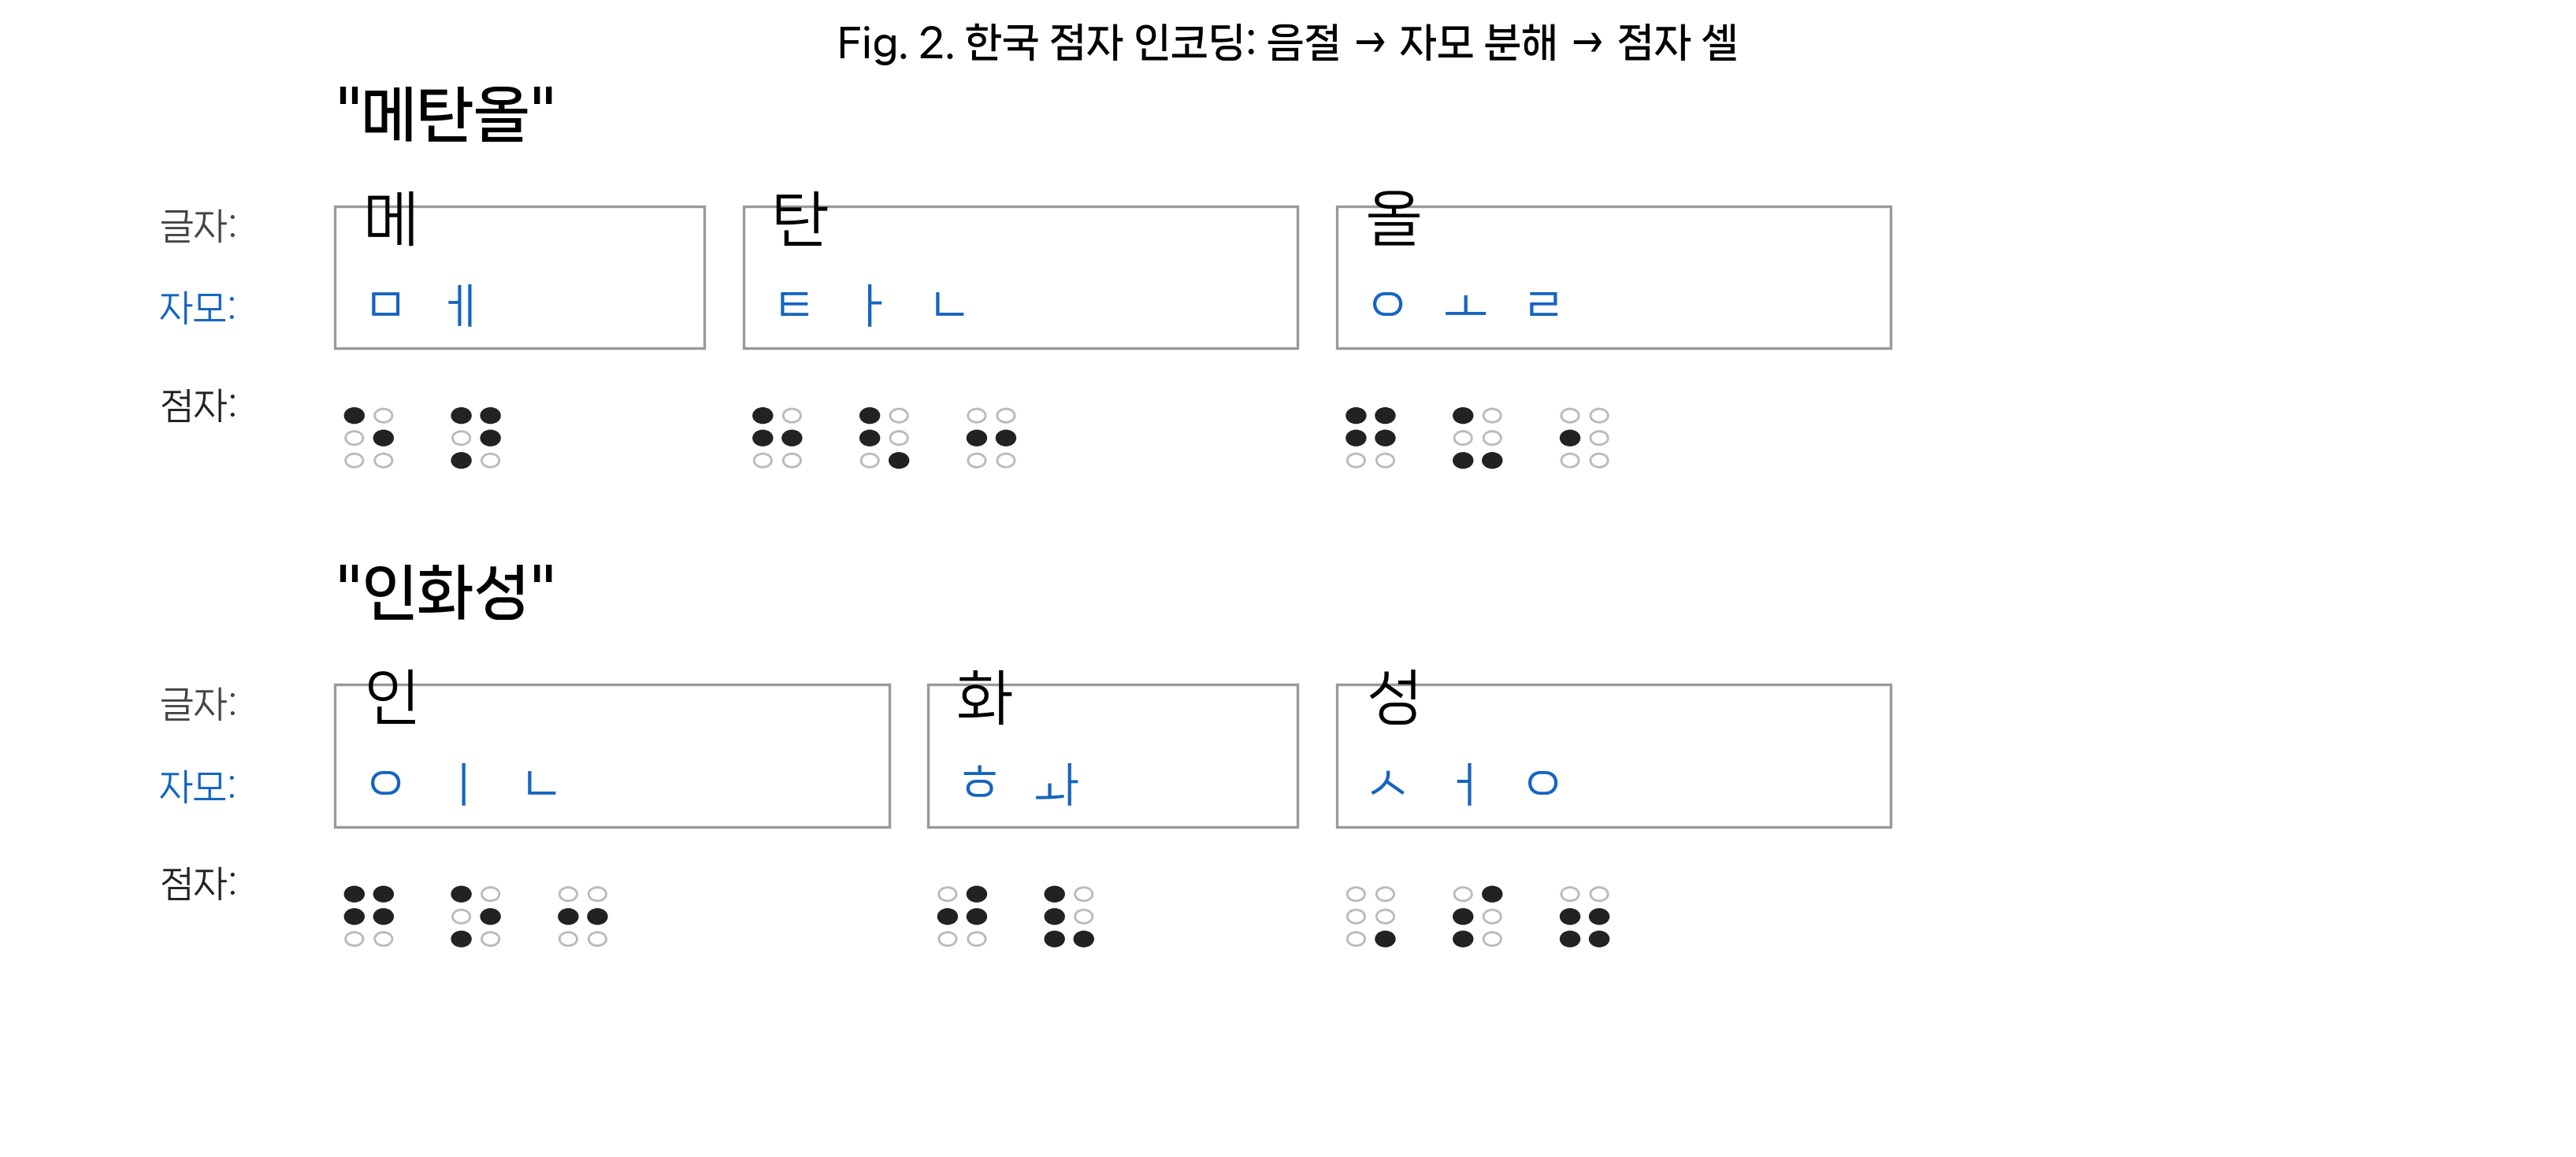 Fig. 2. 한국 점자 인코딩: 음절 → 자모 분해 → 점자 셀
"메탄올"
글자: 메 탄 올
자모: ㅁ ㅔ ㅌ ㅏ ㄴ ㅇ ㅗ ㄹ
점자:
"인화성"
글자: 인 화 성
자모: ㅇ ㅣ ㄴ ㅎ ㅘ ㅅ ㅓ ㅇ
점자: